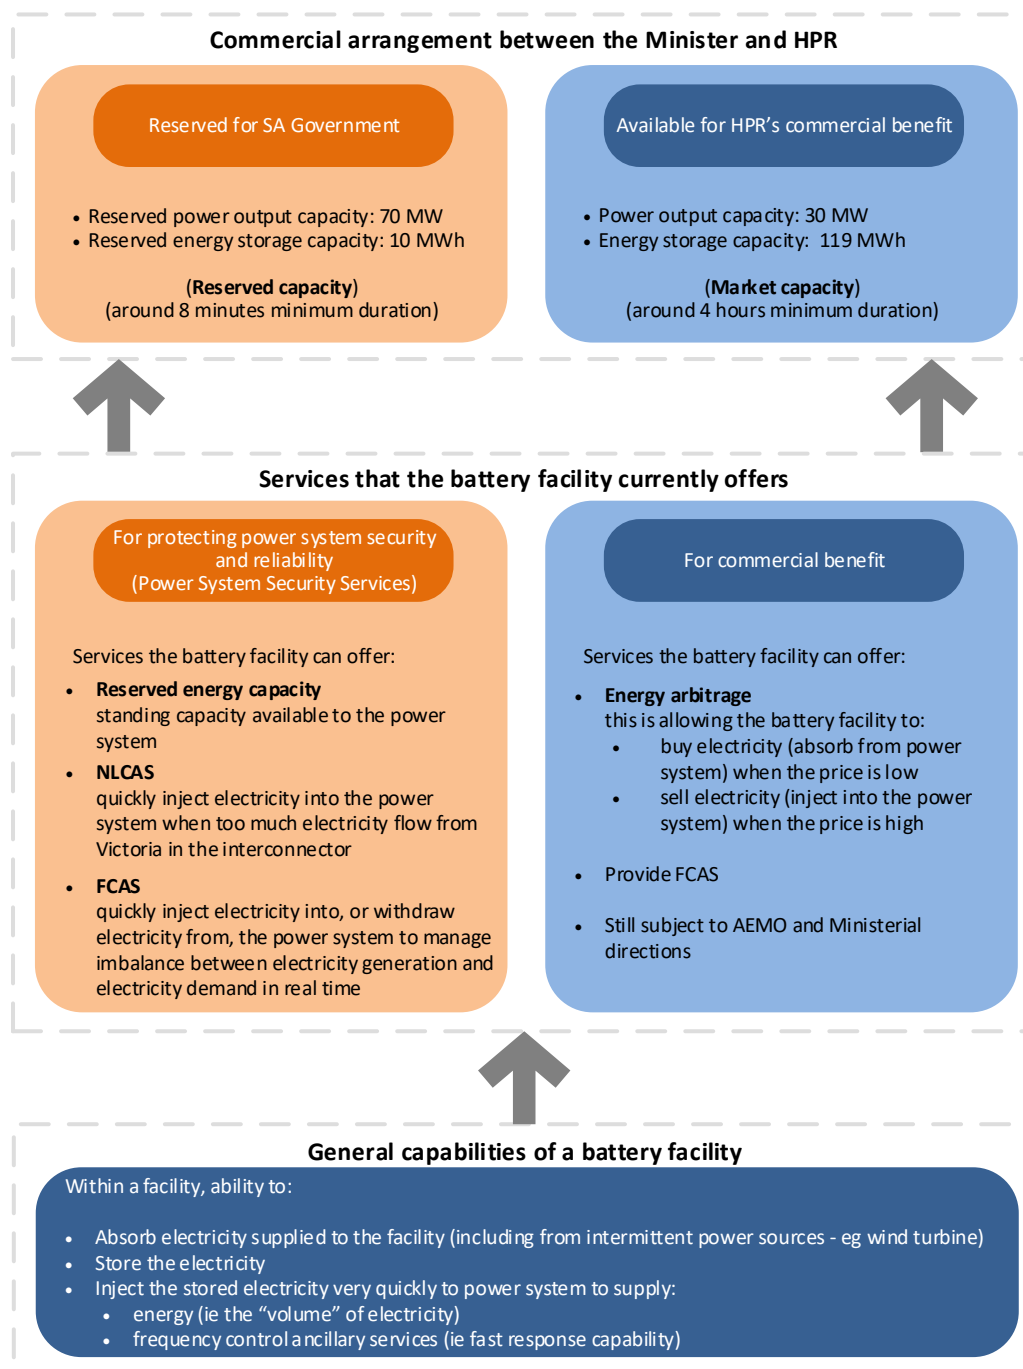 Commercial arrangement between the Minister and HPR
Reserved for SA Government
• Reserved power output capacity: 70 MW
• Reserved energy storage capacity: 10 MWh
(Reserved capacity)
(around 8 minutes minimum duration)
Available for HPR’s commercial benefit
• Power output capacity: 30 MW
• Energy storage capacity: 119 MWh
(Market capacity)
(around 4 hours minimum duration)
Services that the battery facility currently offers
For protecting power system security
and reliability
(Power System Security Services)
Services the battery facility can offer:
• Reserved energy capacity
standing capacity available to the power
system
• NLCAS
quickly inject electricity into the power
system when too much electricity flow from
Victoria in the interconnector
• FCAS
quickly inject electricity into, or withdraw
electricity from, the power system to manage
imbalance between electricity generation and
electricity demand in real time
For commercial benefit
Services the battery facility can offer:
• Energy arbitrage
this is allowing the battery facility to:
• buy electricity (absorb from power
system) when the price is low
• sell electricity (inject into the power
system) when the price is high
• Provide FCAS
• Still subject to AEMO and Ministerial
directions
General capabilities of a battery facility
Within a facility, ability to:
• Absorb electricity supplied to the facility (including from intermittent power sources - eg wind turbine)
• Store the electricity
• Inject the stored electricity very quickly to power system to supply:
• energy (ie the “volume” of electricity)
• frequency control ancillary services (ie fast response capability)